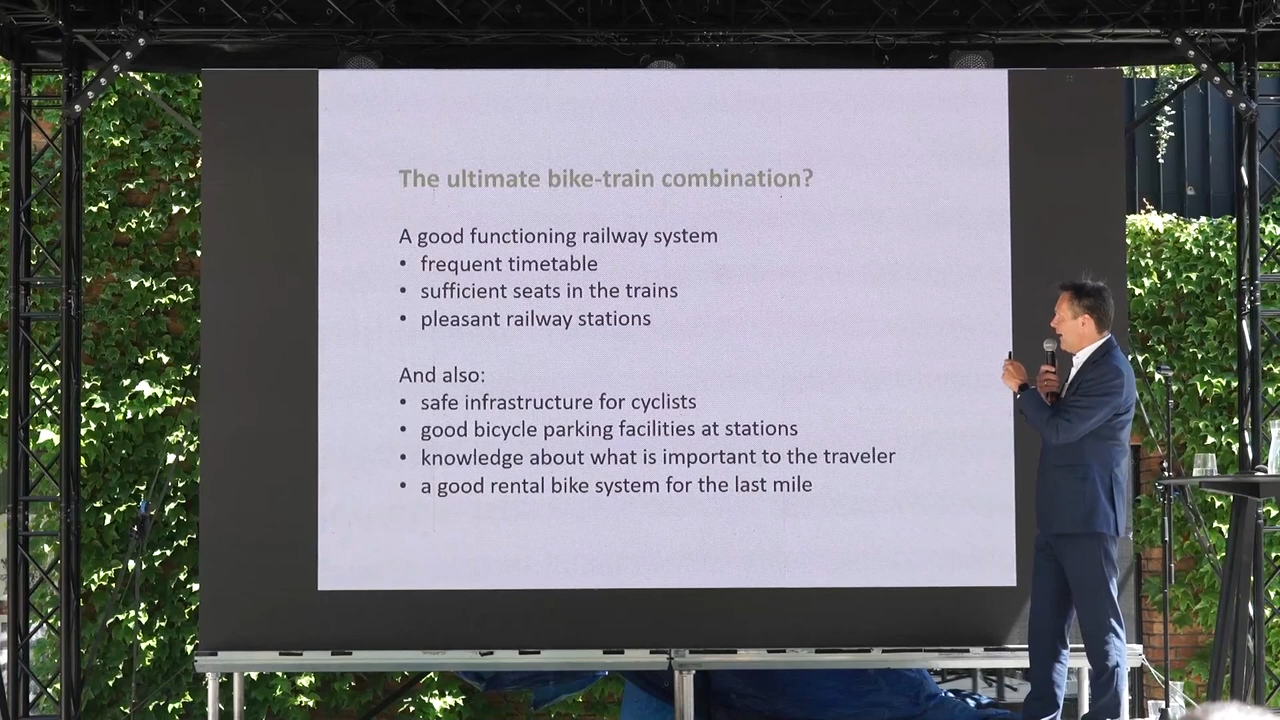 The ultimate bike-train combination?
A good functioning railway system
• frequent timetable
• sufficient seats in the trains
• pleasant railway stations
And also:
• safe infrastructure for cyclists
• good bicycle parking facilities at stations
• knowledge about what is important to the traveler
• a good rental bike system for the last mile